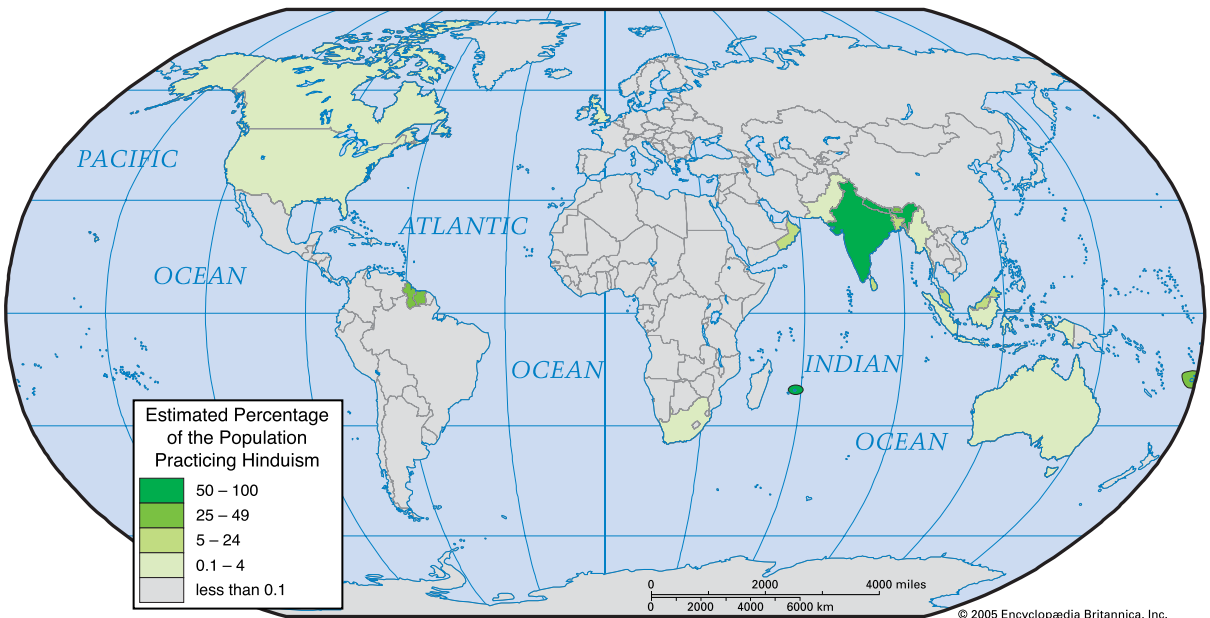 PACIFIC
OCEAN
ATLANTIC
OCEAN
INDIAN
OCEAN
Estimated Percentage
of the Population
Practicing Hinduism
50 – 100
25 – 49
5 – 24
0.1 – 4
less than 0.1
0 2000 4000 miles
0 2000 4000 6000 km
© 2005 Encyclopædia Britannica, Inc.